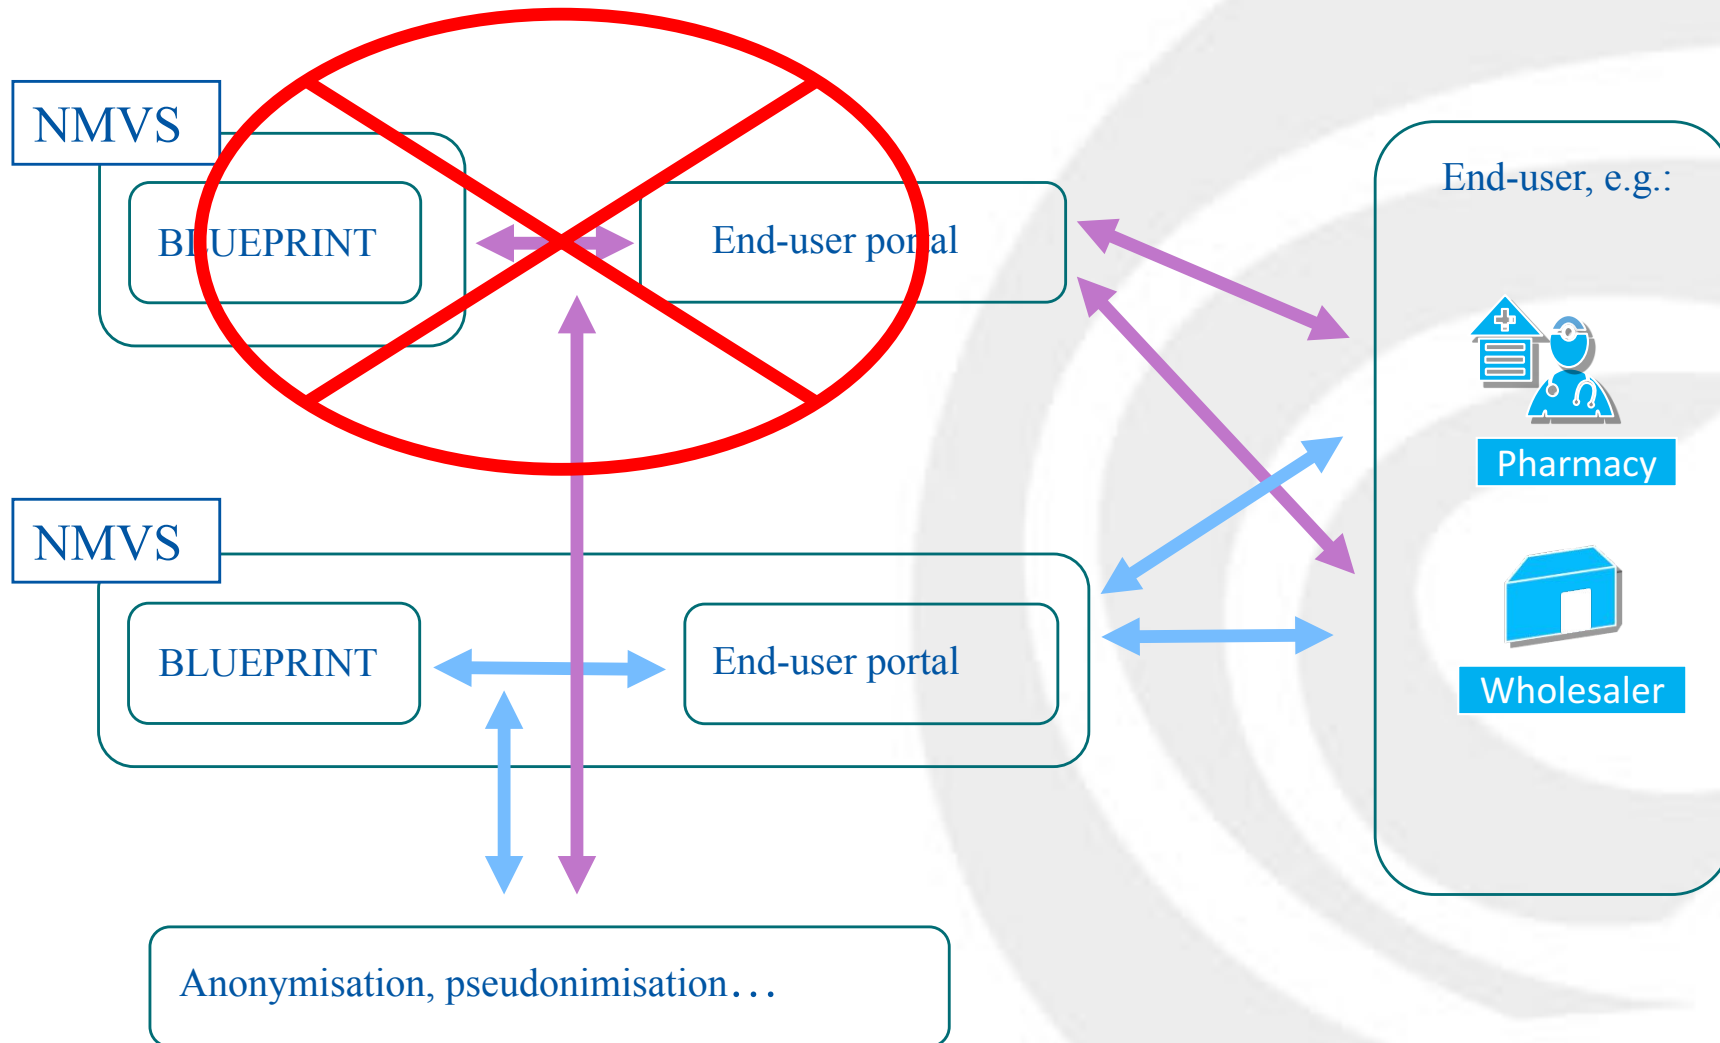 NMVS
BLUEPRINT
End-user portal
End-user, e.g.:
Pharmacy
Wholesaler
NMVS
BLUEPRINT
End-user portal
Anonymisation, pseudonimisation…